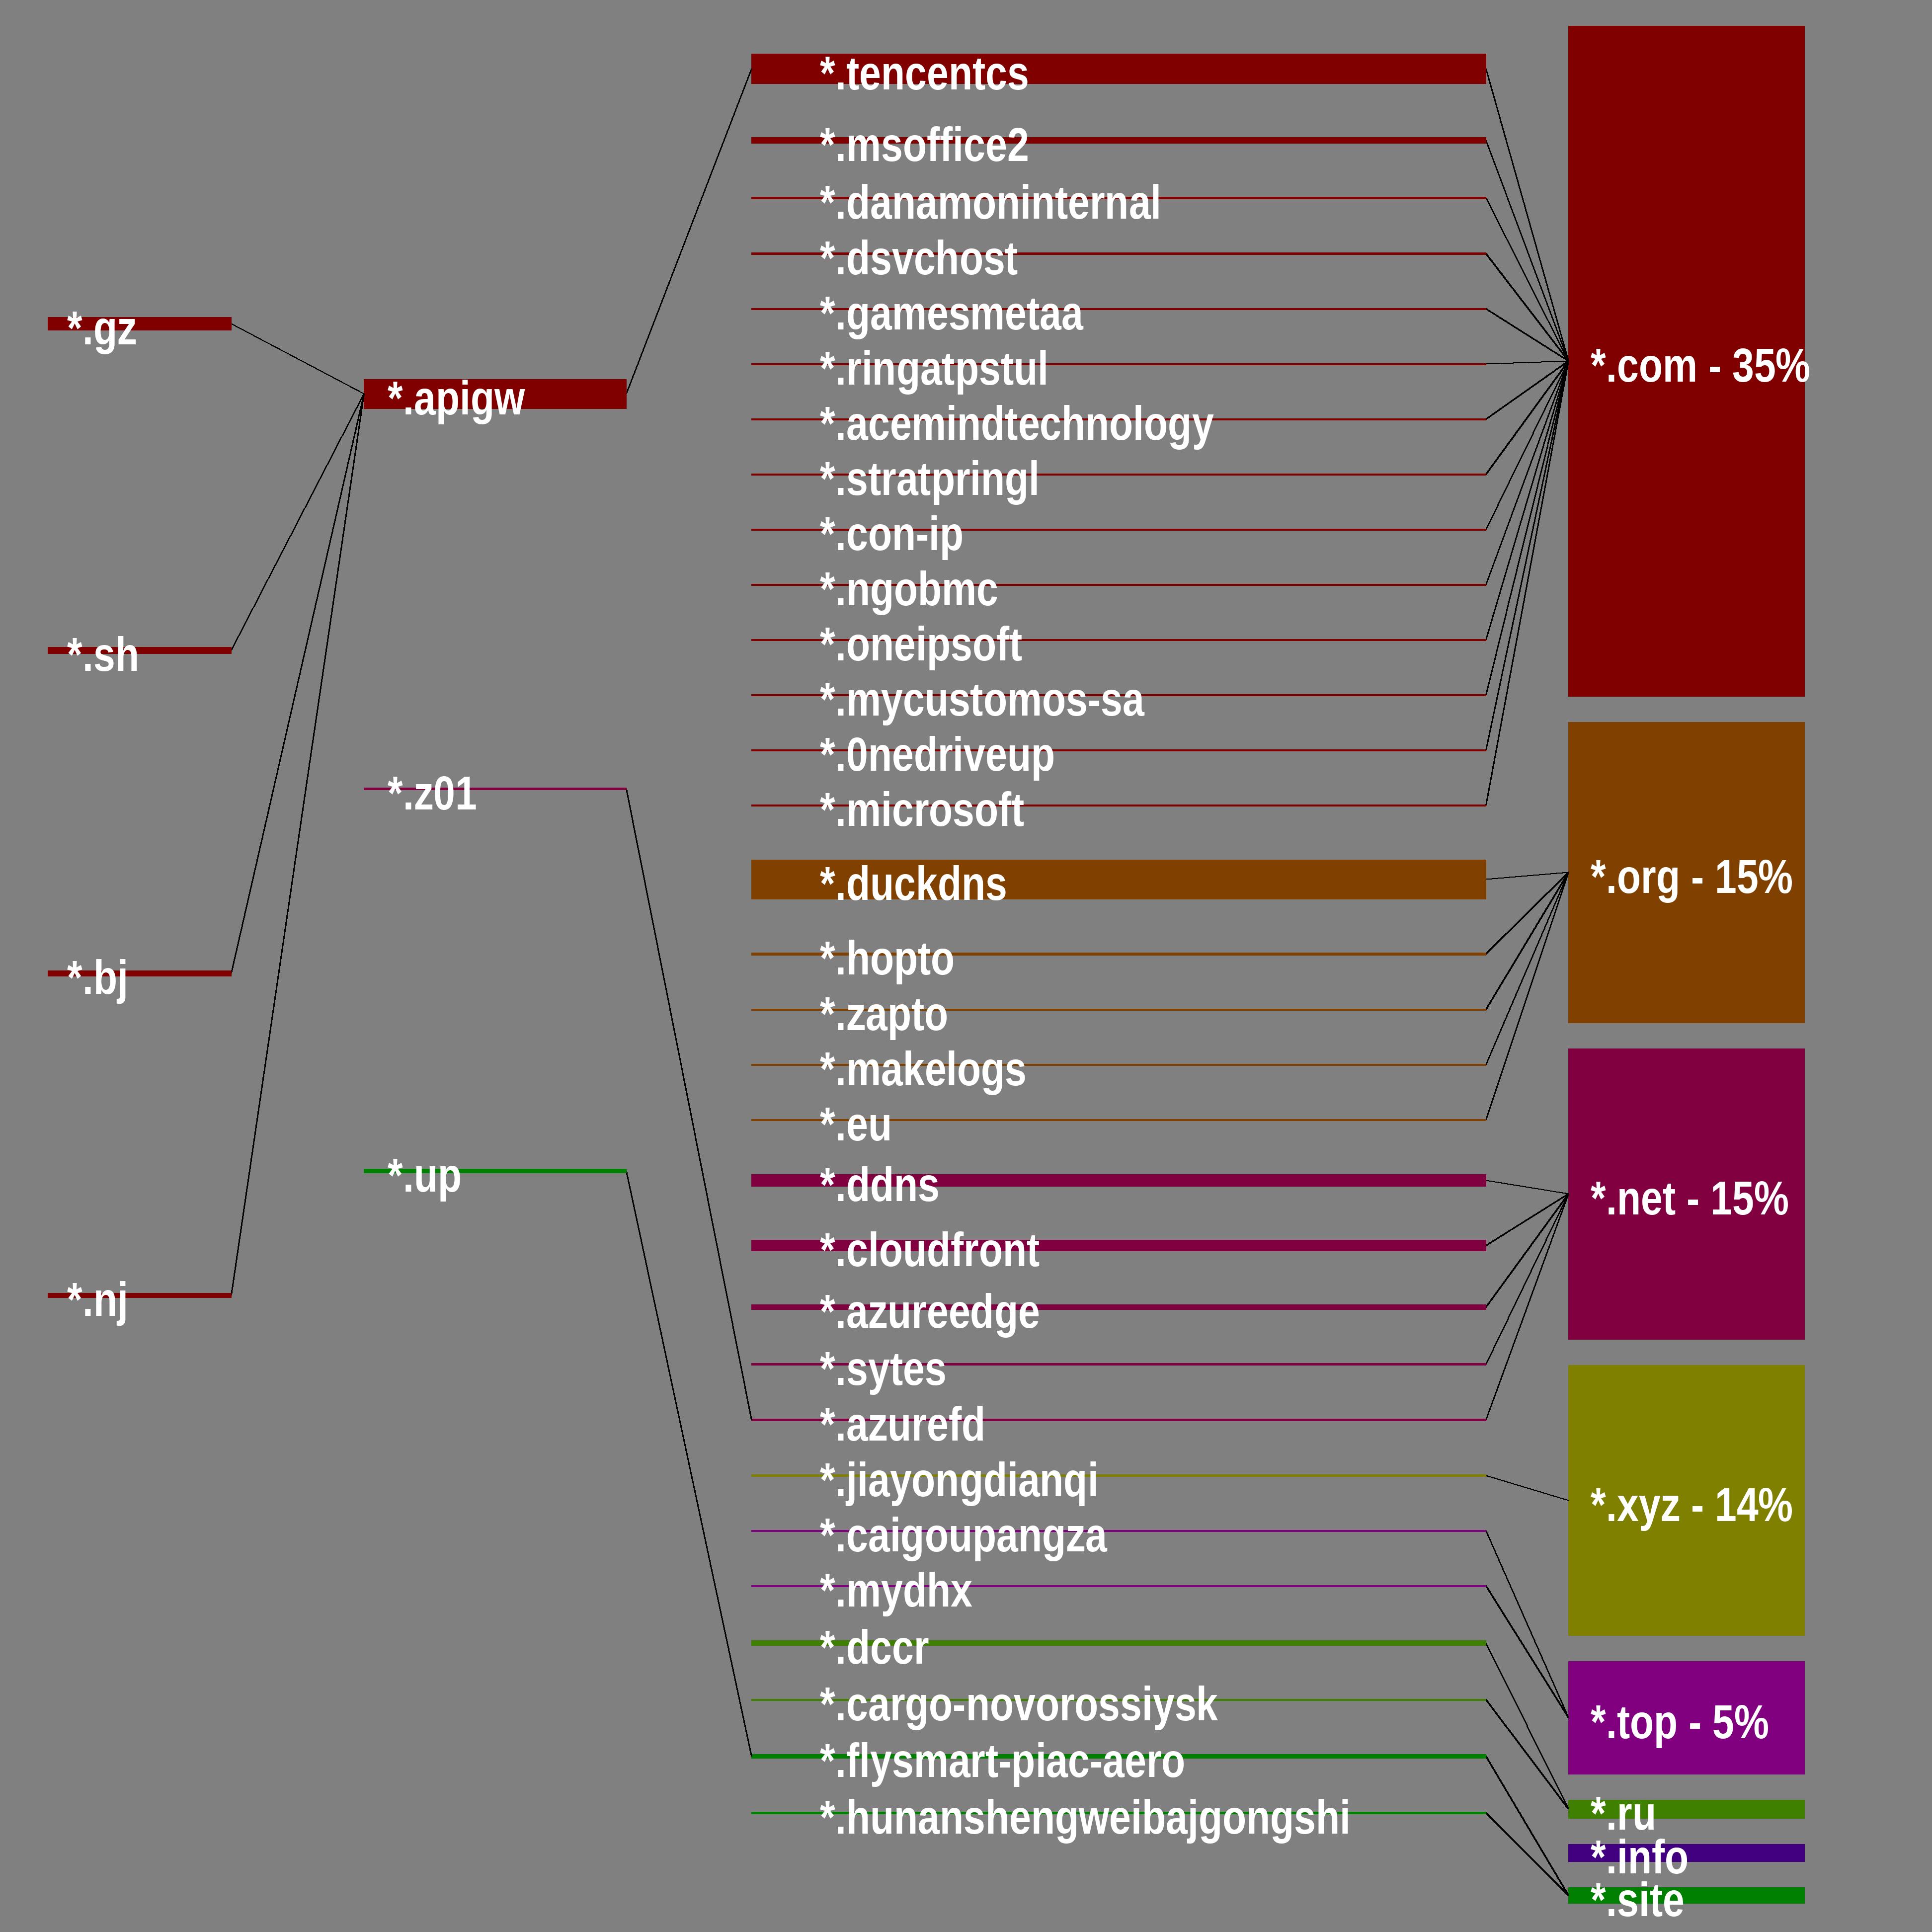 *.gz
*.sh
*.bj
*.nj
*.apigw
*.z01
*.up
*.tencentcs
*.msoffice2
*.danamoninternal
*.dsvchost
*.gamesmetaa
*.ringatpstul
*.acemindtechnology
*.stratpringl
*.con-ip
*.ngobmc
*.oneipsoft
*.mycustomos-sa
*.0nedriveup
*.microsoft
*.duckdns
*.hopto
*.zapto
*.makelogs
*.eu
*.ddns
*.cloudfront
*.azureedge
*.sytes
*.azurefd
*.jiayongdianqi
*.caigoupangza
*.mydhx
*.dccr
*.cargo-novorossiysk
*.flysmart-piac-aero
*.hunanshengweibajgongshi
*.com - 35%
*.org - 15%
*.net - 15%
*.xyz - 14%
*.top - 5%
*.ru
*.info
*.site